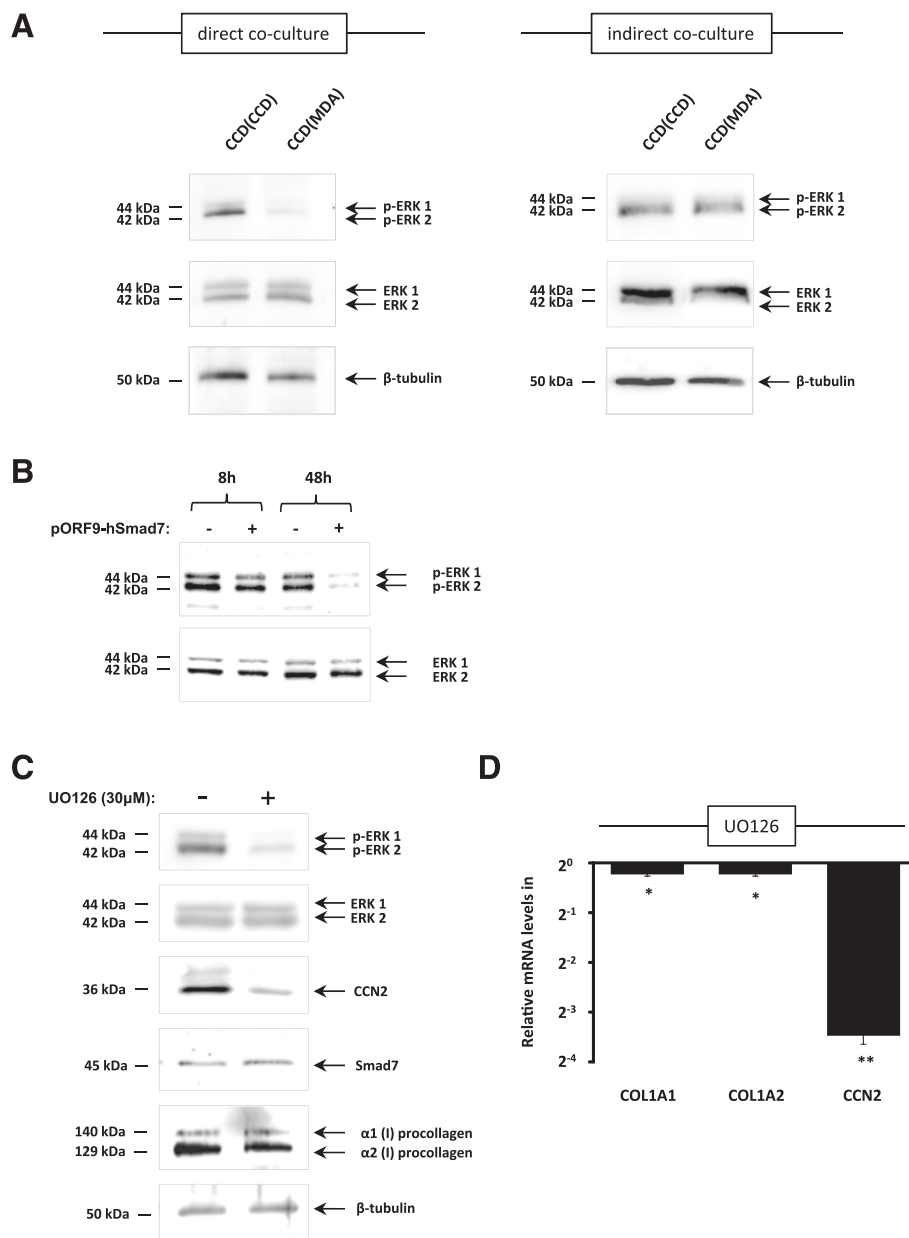 A
direct co-culture
indirect co-culture
CCD(CCD)
CCD(MDA)
CCD(CCD)
CCD(MDA)
44 kDa
42 kDa
p-ERK 1
p-ERK 2
44 kDa
42 kDa
p-ERK 1
p-ERK 2
44 kDa
42 kDa
ERK 1
ERK 2
44 kDa
42 kDa
ERK 1
ERK 2
50 kDa
β-tubulin
50 kDa
β-tubulin
B
8h
48h
pORF9-hSmad7: - + - +
44 kDa
42 kDa
p-ERK 1
p-ERK 2
44 kDa
42 kDa
ERK 1
ERK 2
C
UO126 (30μM): - +
44 kDa
42 kDa
p-ERK 1
p-ERK 2
44 kDa
42 kDa
ERK 1
ERK 2
36 kDa
CCN2
45 kDa
Smad7
140 kDa
129 kDa
α1 (I) procollagen
α2 (I) procollagen
50 kDa
β-tubulin
D
UO126
Relative mRNA levels in
2⁰
2⁻¹
2⁻²
2⁻³
2⁻⁴
*
*
**
COL1A1
COL1A2
CCN2